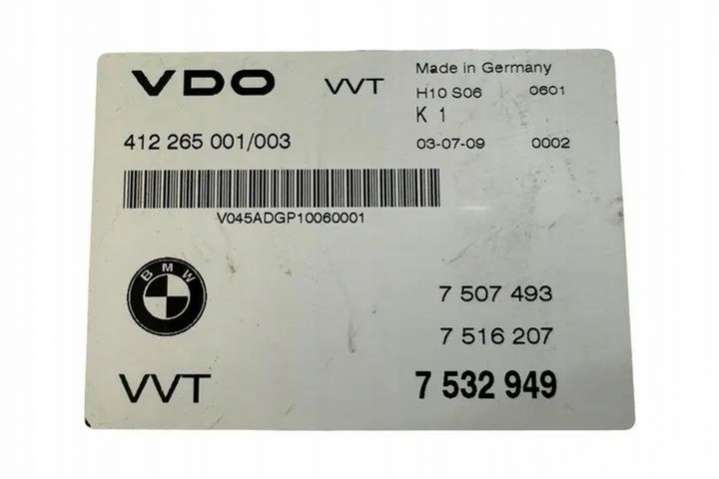 VDO VVT Made in Germany
H10 S06 0601
K 1
412 265 001/003 03-07-09 0002
V045ADGP10060001
BMW
7 507 493
7 516 207
VVT 7 532 949